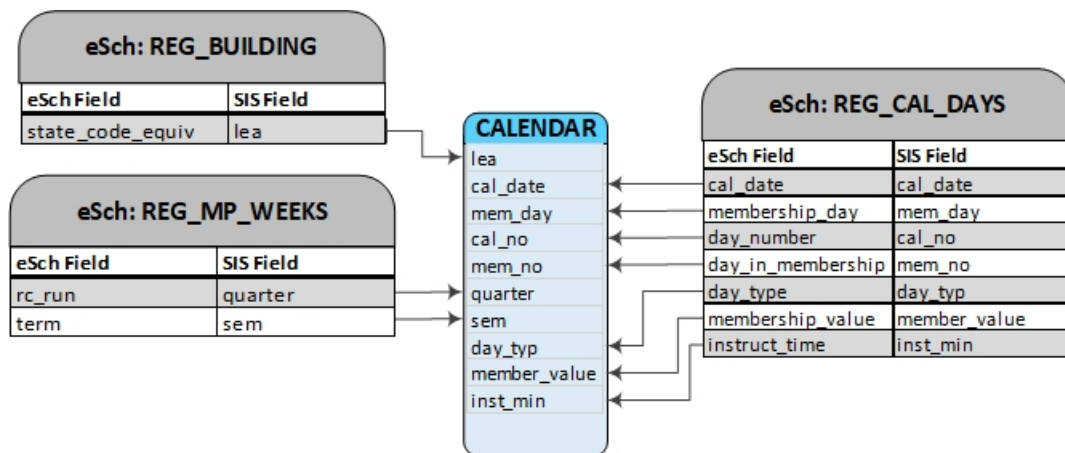 eSch: REG_BUILDING
eSch Field SIS Field
state_code_equiv lea
eSch: REG_MP_WEEKS
eSch Field SIS Field
rc_run quarter
term sem
CALENDAR
lea
cal_date
mem_day
cal_no
mem_no
quarter
sem
day_typ
member_value
inst_min
eSch: REG_CAL_DAYS
eSch Field SIS Field
cal_date cal_date
membership_day mem_day
day_number cal_no
day_in_membership mem_no
day_type day_typ
membership_value member_value
instruct_time inst_min